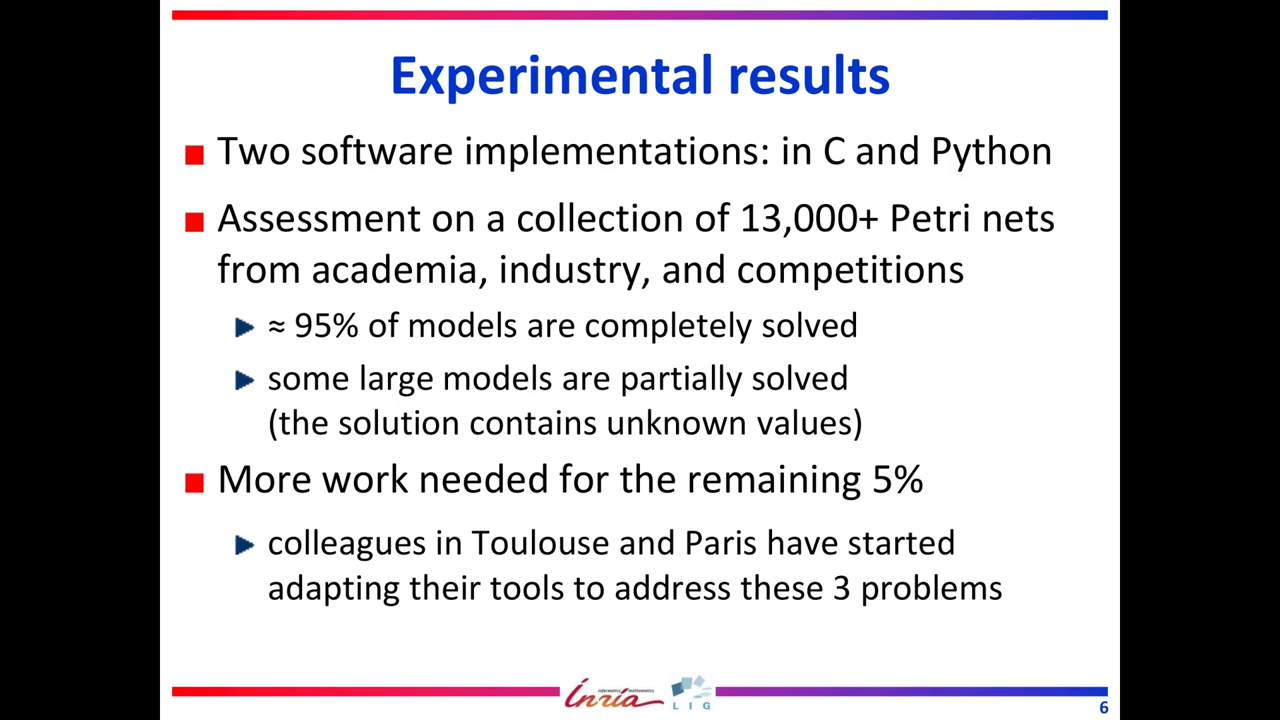 Experimental results
Two software implementations: in C and Python
Assessment on a collection of 13,000+ Petri nets
from academia, industry, and competitions
≈ 95% of models are completely solved
some large models are partially solved
(the solution contains unknown values)
More work needed for the remaining 5%
colleagues in Toulouse and Paris have started
adapting their tools to address these 3 problems
informatics mathematics
Inria
LIG
6